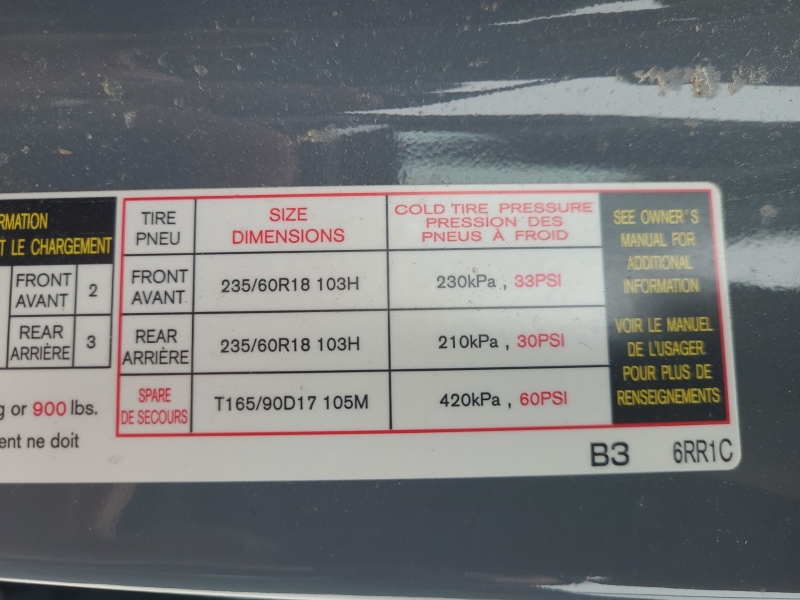 RMATION
T LE CHARGEMENT
FRONT
AVANT
2
REAR
ARRIÈRE
3
g or 900 lbs.
ent ne doit
TIRE
PNEU
SIZE
DIMENSIONS
COLD TIRE PRESSURE
PRESSION DES
PNEUS À FROID
FRONT
AVANT
235/60R18 103H
230kPa , 33PSI
REAR
ARRIÈRE
235/60R18 103H
210kPa , 30PSI
SPARE
DE SECOURS
T165/90D17 105M
420kPa , 60PSI
SEE OWNER'S
MANUAL FOR
ADDITIONAL
INFORMATION
VOIR LE MANUEL
DE L'USAGER
POUR PLUS DE
RENSEIGNEMENTS
B3 6RR1C